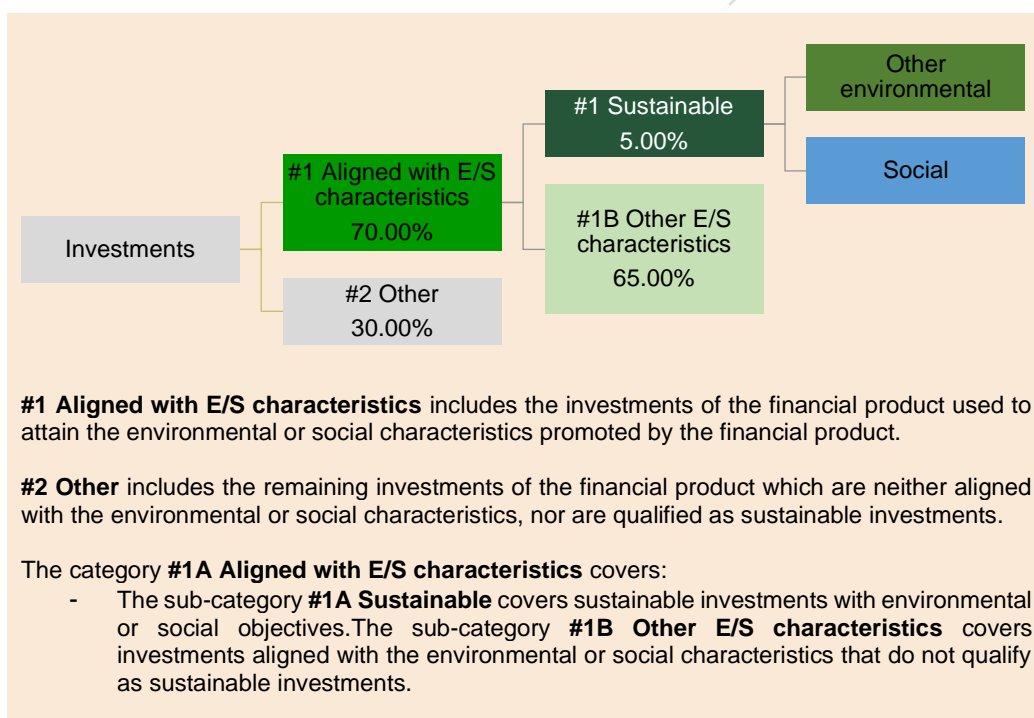 Other
environmental
#1 Sustainable
5.00%
Social
#1 Aligned with E/S
characteristics
70.00%
#1B Other E/S
characteristics
65.00%
Investments
#2 Other
30.00%
#1 Aligned with E/S characteristics includes the investments of the financial product used to
attain the environmental or social characteristics promoted by the financial product.
#2 Other includes the remaining investments of the financial product which are neither aligned
with the environmental or social characteristics, nor are qualified as sustainable investments.
The category #1A Aligned with E/S characteristics covers:
- The sub-category #1A Sustainable covers sustainable investments with environmental
or social objectives.The sub-category #1B Other E/S characteristics covers
investments aligned with the environmental or social characteristics that do not qualify
as sustainable investments.